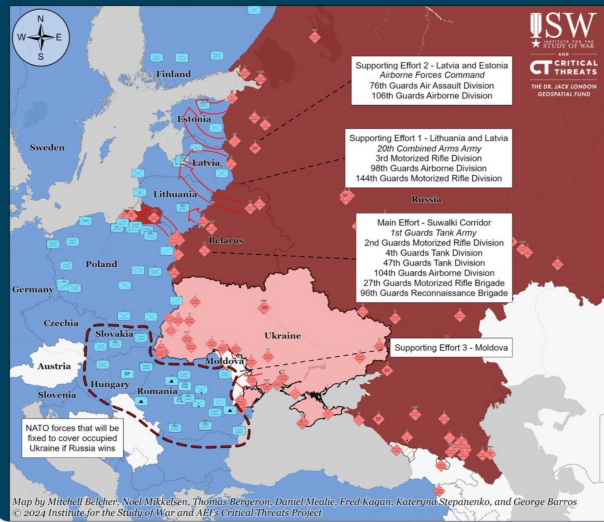 N
W
E
S
ISW
INSTITUTE FOR THE
STUDY OF WAR
AND
CT CRITICAL
THREATS
THE DR. JACK LONDON
GEOSPATIAL FUND
Finland
Supporting Effort 2 - Latvia and Estonia
Airborne Forces Command
76th Guards Air Assault Division
106th Guards Airborne Division
Estonia
Sweden
Latvia
Supporting Effort 1 - Lithuania and Latvia
20th Combined Arms Army
3rd Motorized Rifle Division
98th Guards Airborne Division
144th Guards Motorized Rifle Division
Lithuania
Russia
Belarus
Main Effort - Suwalki Corridor
1st Guards Tank Army
2nd Guards Motorized Rifle Division
4th Guards Tank Division
47th Tank Division
104th Guards Airborne Division
27th Guards Motorized Rifle Brigade
96th Guards Reconnaissance Brigade
Poland
Germany
Czechia
Slovakia
Ukraine
Supporting Effort 3 - Moldova
Moldova
Austria
Hungary
Romania
Slovenia
NATO forces that will be
fixed to cover occupied
Ukraine if Russia wins
Map by Mitchell Belcher, Noel Mikkelsen, Thomas Bergeron, Daniel Mealie, Fred Kagan, Kateryna Stepanenko, and George Barros
© 2024 Institute for the Study of War and AEI's Critical Threats Project